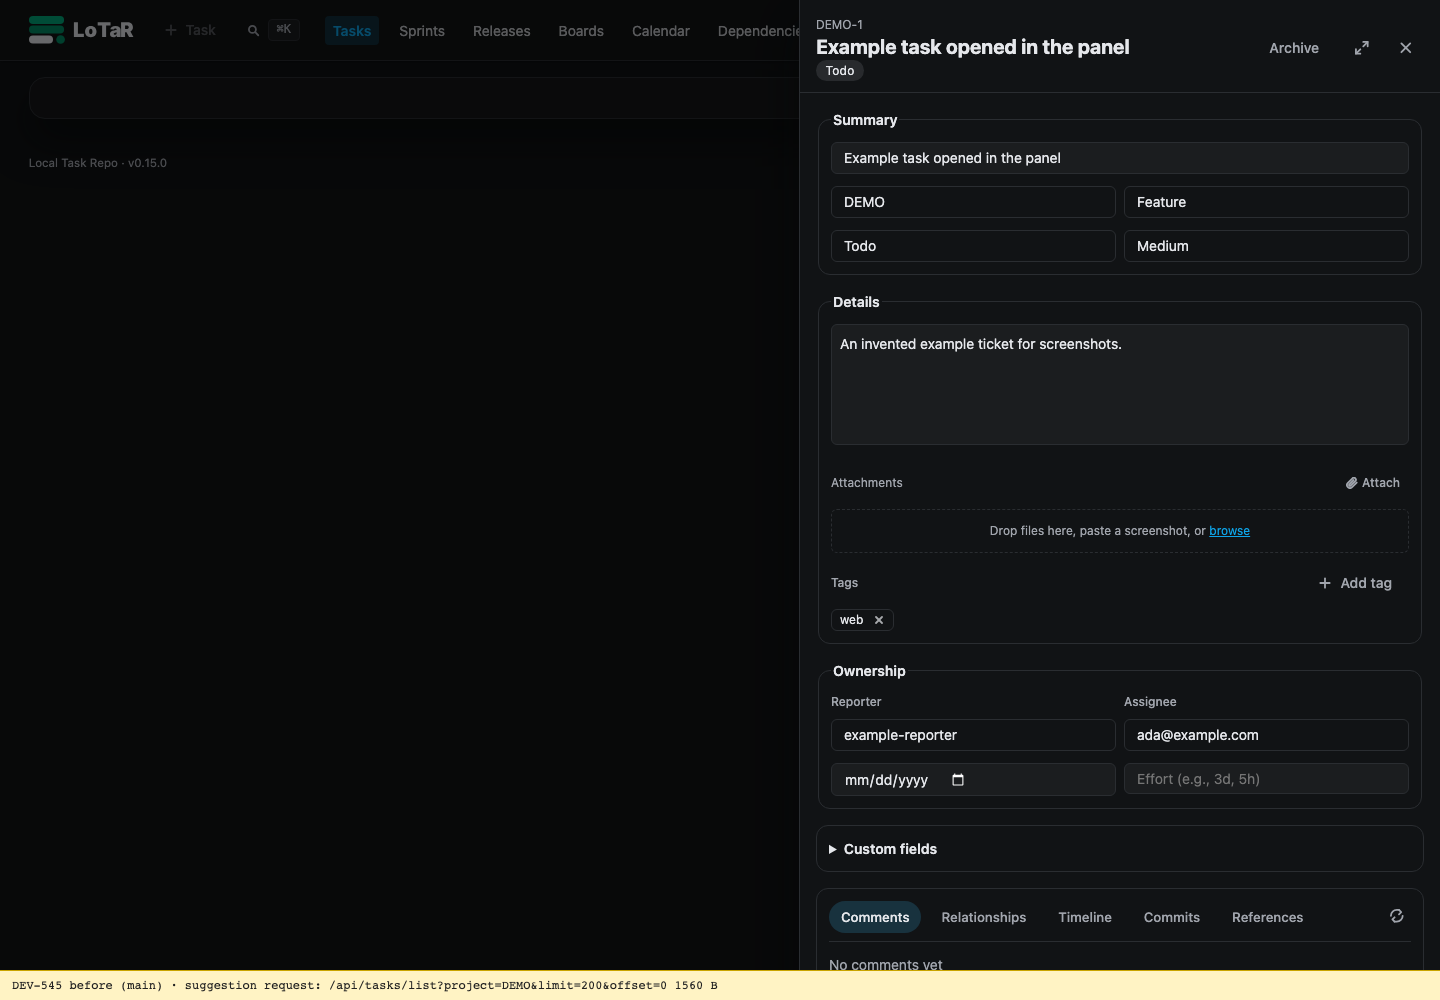 LoTaR
+ Task
⌘K
Tasks
Sprints
Releases
Boards
Calendar
Dependencie
Local Task Repo · v0.15.0
DEMO-1
Example task opened in the panel
Todo
Archive
Summary
Example task opened in the panel
DEMO
Feature
Todo
Medium
Details
An invented example ticket for screenshots.
Attachments
Attach
Drop files here, paste a screenshot, or browse
Tags
+ Add tag
web ✕
Ownership
Reporter
Assignee
example-reporter
ada@example.com
mm/dd/yyyy
Effort (e.g., 3d, 5h)
Custom fields
Comments
Relationships
Timeline
Commits
References
No comments yet
DEV-545 before (main) · suggestion request: /api/tasks/list?project=DEMO&limit=200&offset=0 1560 B